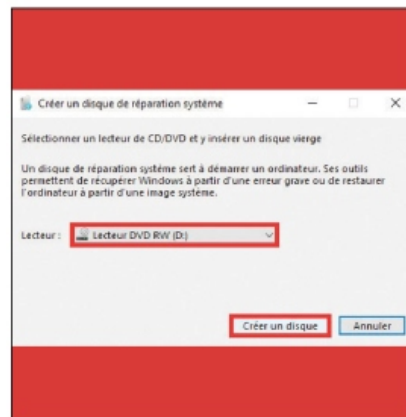 Créer un disque de réparation système
Sélectionner un lecteur de CD/DVD et y insérer un disque vierge
Un disque de réparation système sert à démarrer un ordinateur. Ses outils
permettent de récupérer Windows à partir d'une erreur grave ou de restaurer
l'ordinateur à partir d'une image système.
Lecteur : Lecteur DVD RW (D:)
Créer un disque Annuler